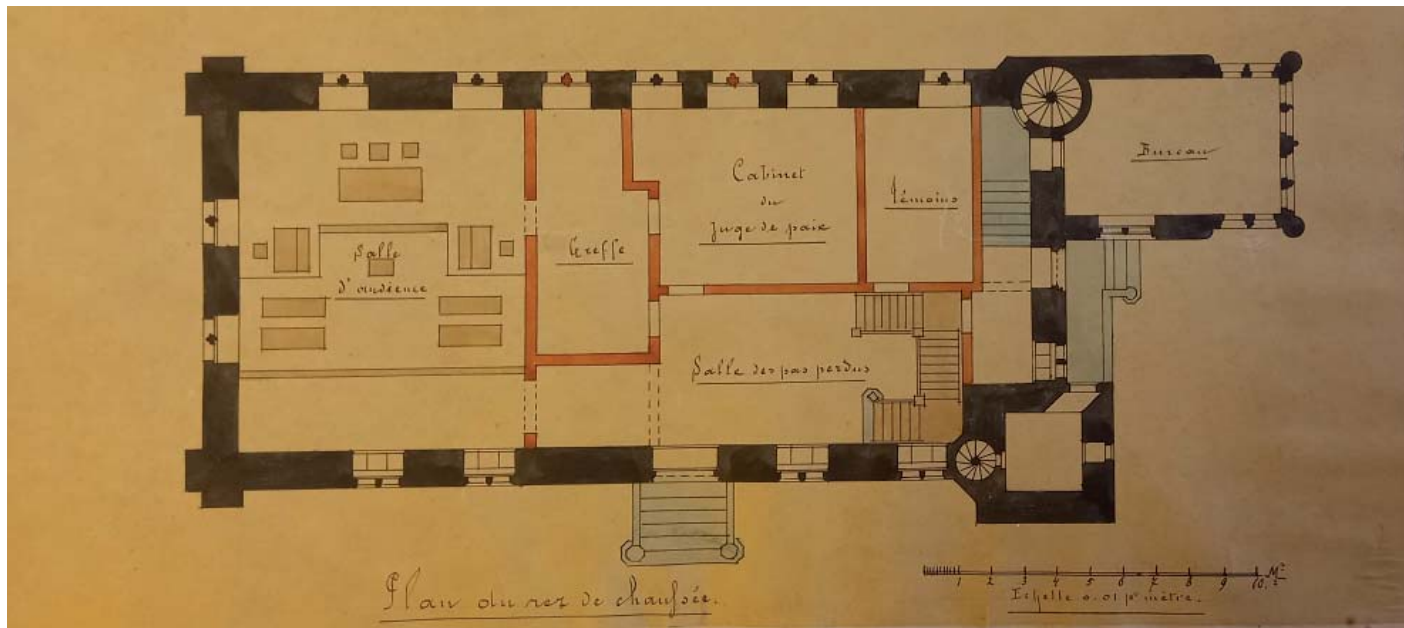 Bureau
Cabinet
du
Juge de paix
Témoins
Greffe
Salle
d'audience
Salle des pas perdus
Plan du rez de chaussée.
1 2 3 4 5 6 7 8 9 10 M.
Echelle 0.01 pr mètre.